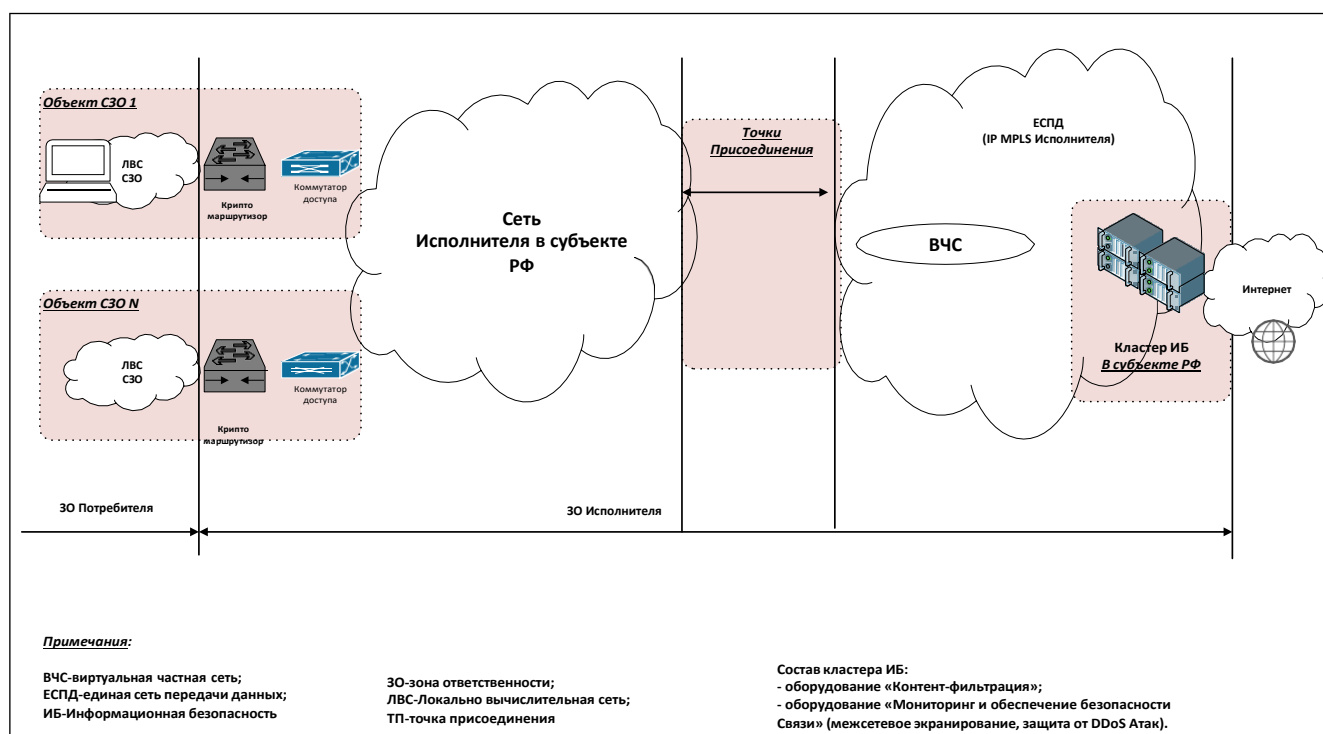 Объект СЗО 1
ЛВС
СЗО
Крипто
маршрутизор
Коммутатор
доступа
Объект СЗО N
ЛВС
СЗО
Крипто
маршрутизор
Коммутатор
доступа
Сеть
Исполнителя в субъекте
РФ
Точки
Присоединения
ЕСПД
(IP MPLS Исполнителя)
ВЧС
Кластер ИБ
В субъекте РФ
Интернет
ЗО Потребителя
ЗО Исполнителя
Примечания:
ВЧС-виртуальная частная сеть;
ЕСПД-единая сеть передачи данных;
ИБ-Информационная безопасность
ЗО-зона ответственности;
ЛВС-Локально вычислительная сеть;
ТП-точка присоединения
Состав кластера ИБ:
- оборудование «Контент-фильтрация»;
- оборудование «Мониторинг и обеспечение безопасности
Связи» (межсетевое экранирование, защита от DDoS Атак).